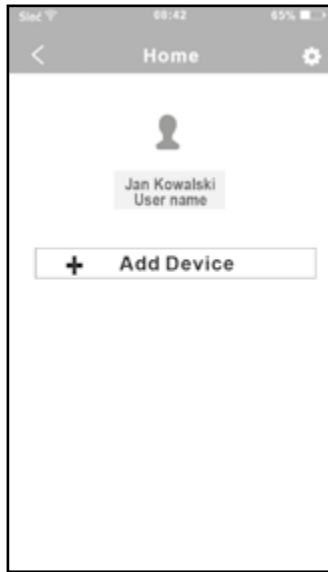 Sieć 08:42 65%
Home
Jan Kowalski
User name
Add Device